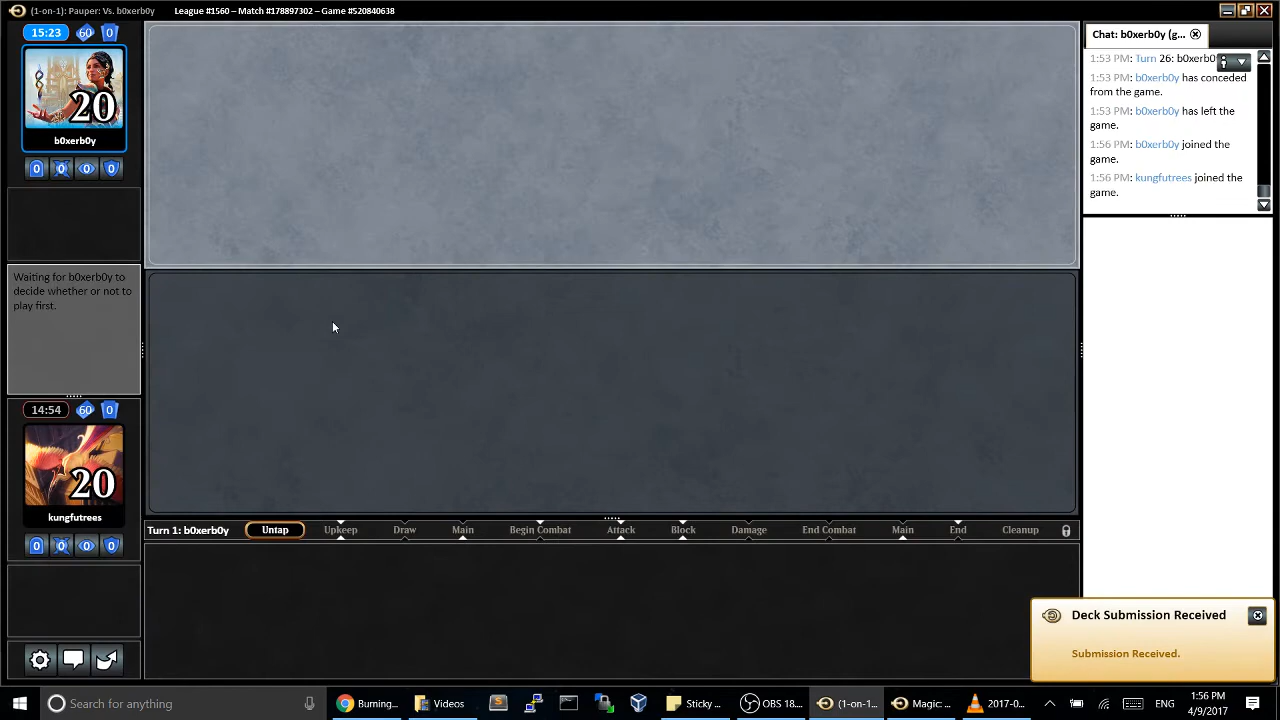 (1-on-1): Pauper: Vs. b0xerb0y
League #1560 – Match #178897302 – Game #520840638
15:23
60
0
20
b0xerb0y
0
0
0
0
Waiting for b0xerb0y to
decide whether or not to
play first.
14:54
60
0
20
kungfutrees
0
0
0
0
Turn 1: b0xerb0y
Untap
Upkeep
Draw
Main
Begin Combat
Attack
Block
Damage
End Combat
Main
End
Cleanup
Chat: b0xerb0y (g...
1:53 PM: Turn 26: b0xerb0
1:53 PM: b0xerb0y has conceded
from the game.
1:53 PM: b0xerb0y has left the
game.
1:56 PM: b0xerb0y joined the
game.
1:56 PM: kungfutrees joined the
game.
Deck Submission Received
Submission Received.
Search for anything
Burning...
Videos
Sticky ...
OBS 18....
(1-on-1...
Magic: ...
2017-0...
ENG
1:56 PM
4/9/2017